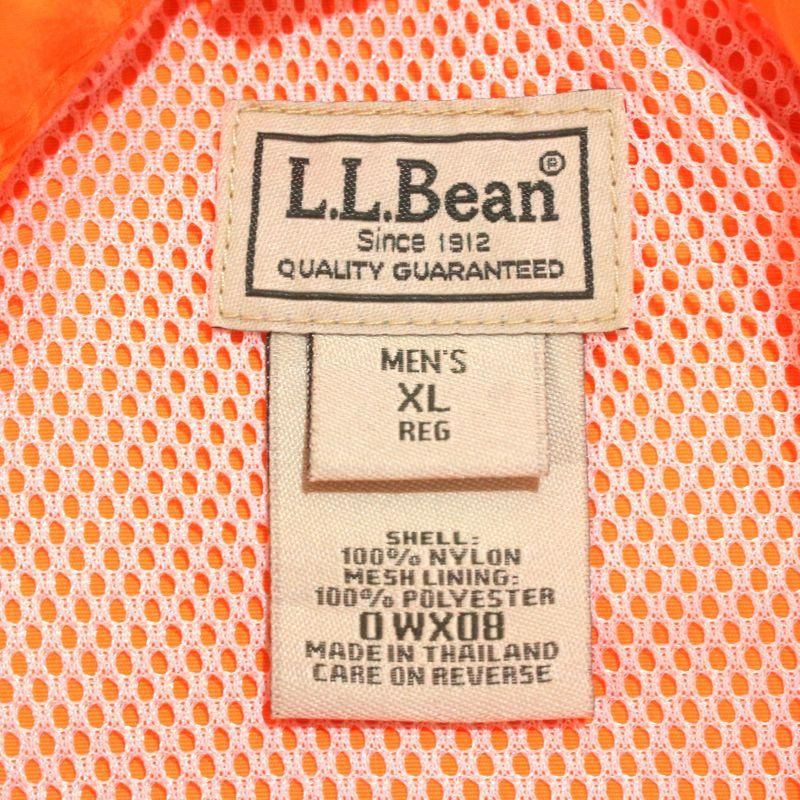 L.L.Bean®
Since 1912
QUALITY GUARANTEED
MEN'S
XL
REG
SHELL:
100% NYLON
MESH LINING:
100% POLYESTER
0WX08
MADE IN THAILAND
CARE ON REVERSE